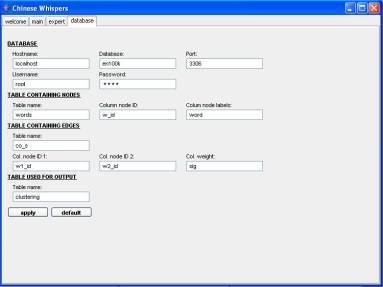 Chinese Whispers
welcome main expert database
DATABASE
Hostname: Database: Port:
localhost en100k 3306
Username: Password:
root ****
TABLE CONTAINING NODES
Table name: Column node ID: Colum node labels:
words w_id word
TABLE CONTAINING EDGES
Table name:
co_s
Col. node ID 1: Col. node ID 2: Col. weight:
w1_id w2_id sig
TABLE USED FOR OUTPUT
Table name:
clustering
apply default